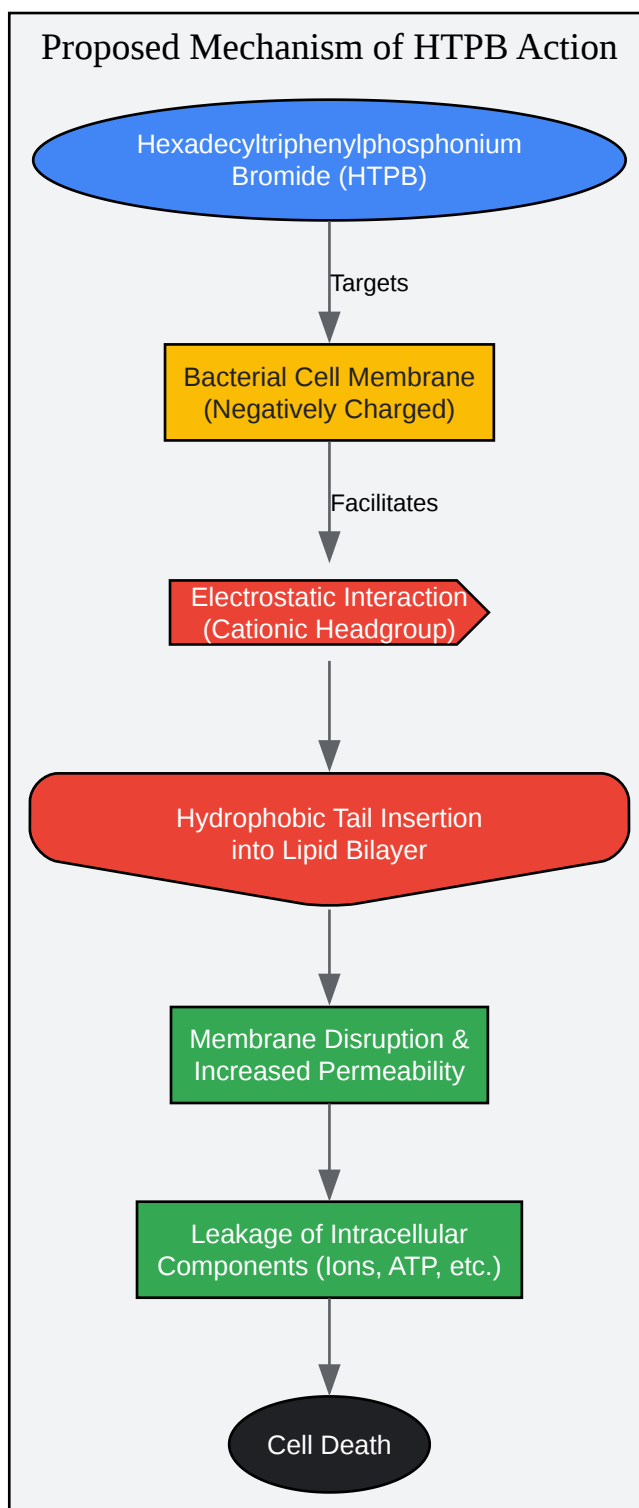 Proposed Mechanism of HTPB Action
Hexadecyltriphenylphosphonium
Bromide (HTPB)
Targets
Bacterial Cell Membrane
(Negatively Charged)
Facilitates
Electrostatic Interaction
(Cationic Headgroup)
Hydrophobic Tail Insertion
into Lipid Bilayer
Membrane Disruption &
Increased Permeability
Leakage of Intracellular
Components (Ions, ATP, etc.)
Cell Death